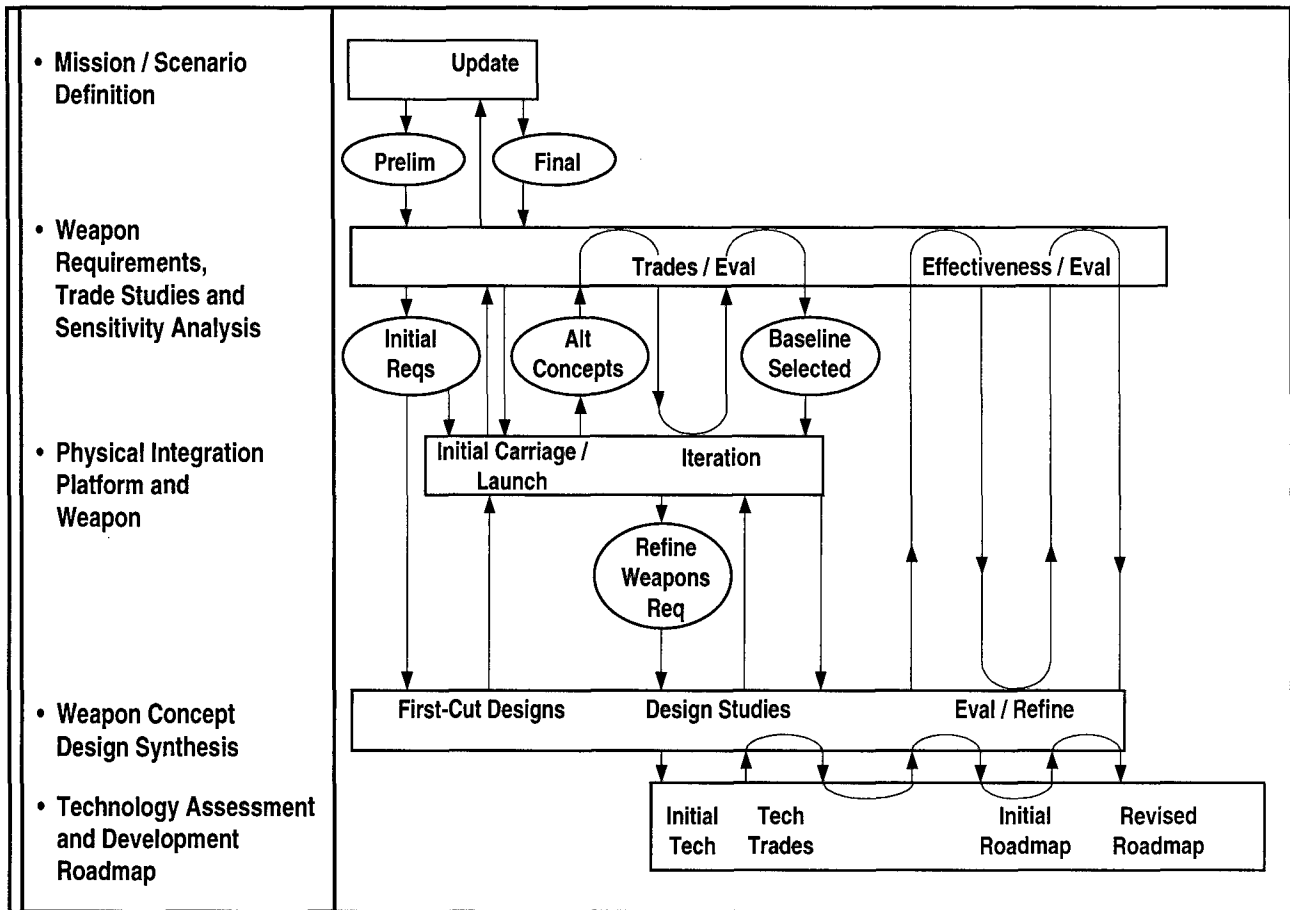 • Mission / Scenario
Definition
Update
Prelim
Final
• Weapon
Requirements,
Trade Studies and
Sensitivity Analysis
Trades / Eval
Effectiveness / Eval
Initial
Reqs
Alt
Concepts
Baseline
Selected
• Physical Integration
Platform and
Weapon
Initial Carriage /
Launch
Iteration
Refine
Weapons
Req
• Weapon Concept
Design Synthesis
First-Cut Designs
Design Studies
Eval / Refine
• Technology Assessment
and Development
Roadmap
Initial
Tech
Tech
Trades
Initial
Roadmap
Revised
Roadmap